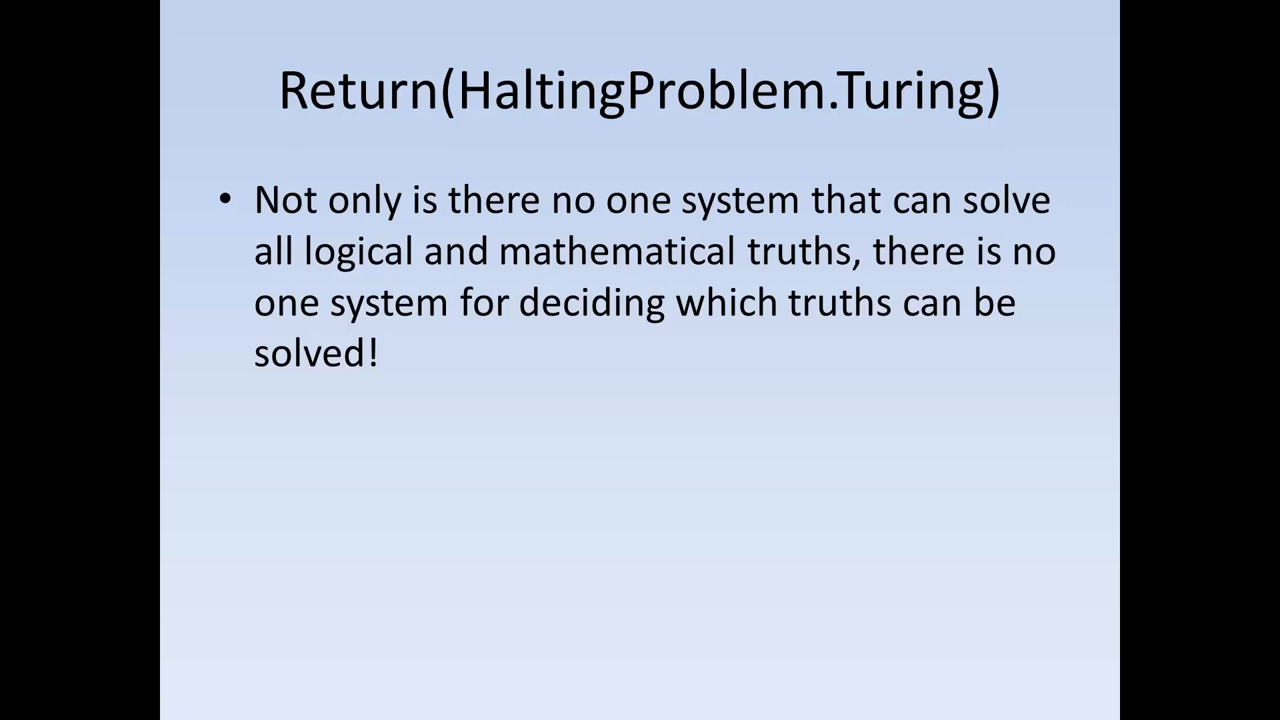 Return(HaltingProblem.Turing)
• Not only is there no one system that can solve
all logical and mathematical truths, there is no
one system for deciding which truths can be
solved!